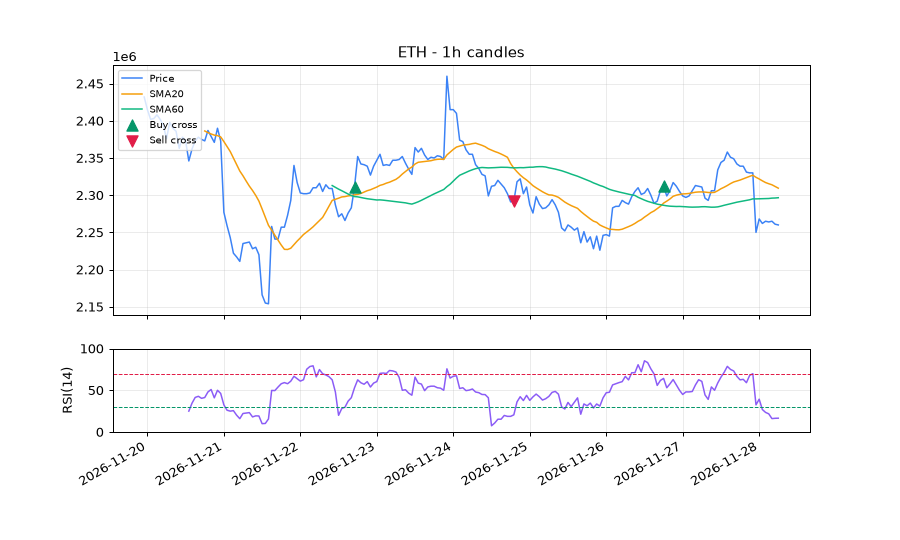 ETH - 1h candles
1e6
Price
SMA20
SMA60
Buy cross
Sell cross
2.45
2.40
2.35
2.30
2.25
2.20
2.15
100
50
0
RSI(14)
2026-11-20
2026-11-21
2026-11-22
2026-11-23
2026-11-24
2026-11-25
2026-11-26
2026-11-27
2026-11-28